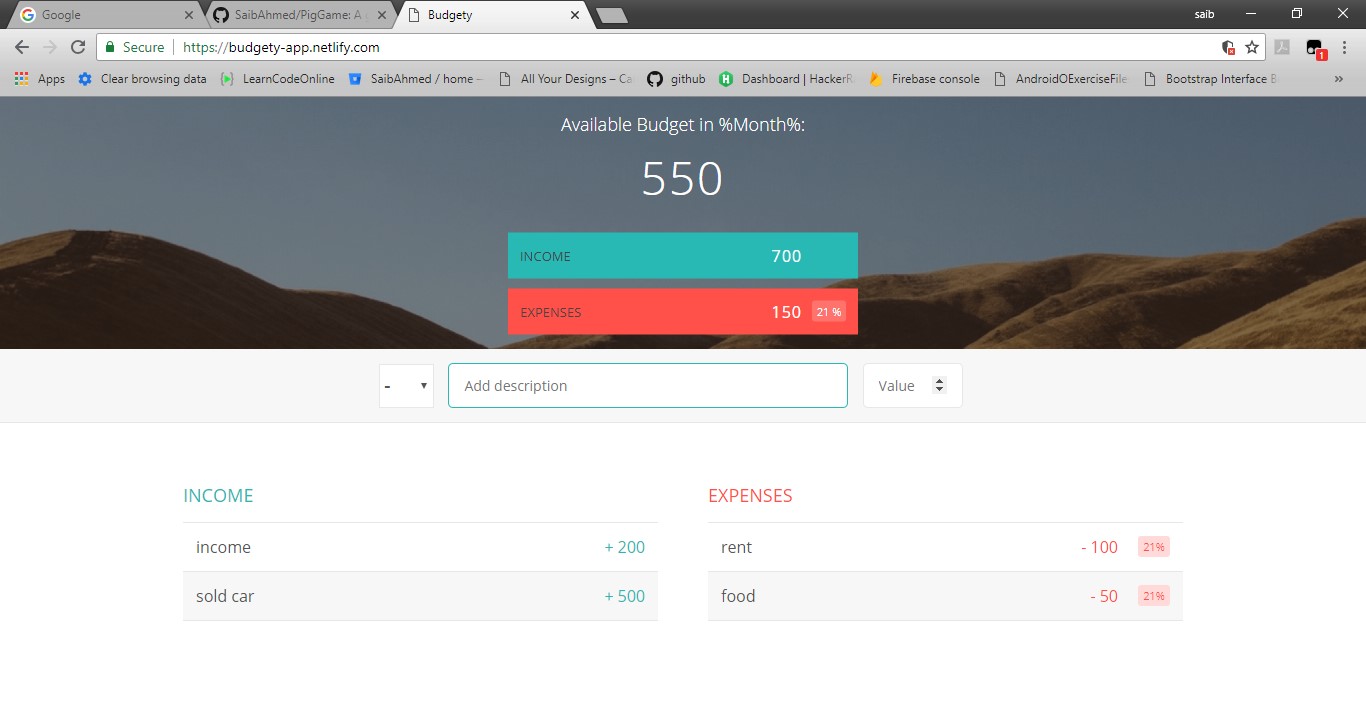 Google
SaibAhmed/PigGame: A
Budgety
saib
Secure
https://budgety-app.netlify.com
1
Apps
Clear browsing data
LearnCodeOnline
SaibAhmed / home –
All Your Designs – Ca
github
Dashboard | HackerR
Firebase console
AndroidOExerciseFile
Bootstrap Interface B
»
Available Budget in %Month%:
550
INCOME 700
EXPENSES 150 21 %
- Add description Value
INCOME
income + 200
sold car + 500
EXPENSES
rent - 100 21%
food - 50 21%